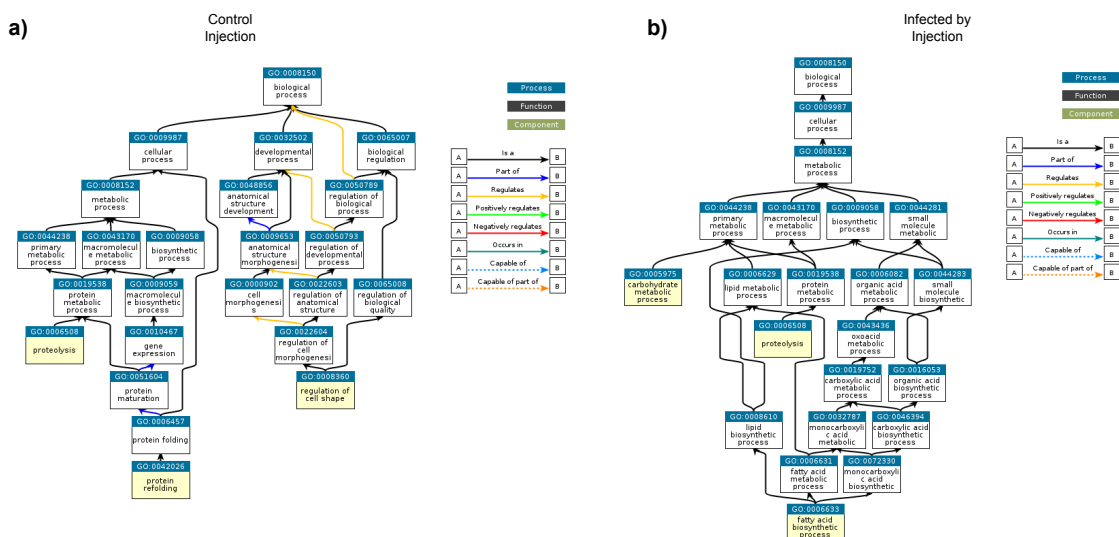 a)
Control
Injection
GO:0008150
biological
process
GO:0009987
cellular
process
GO:0032502
developmental
process
GO:0065007
biological
regulation
GO:0008152
metabolic
process
GO:0048856
anatomical
structure
development
GO:0050789
regulation of
biological
process
GO:0044238
primary
metabolic
process
GO:0043170
macromolecul
e metabolic
process
GO:0009058
biosynthetic
process
GO:0009653
anatomical
structure
morphogenesi
GO:0050793
regulation of
developmental
process
GO:0019538
protein
metabolic
process
GO:0009059
macromolecul
e biosynthetic
process
GO:0000902
cell
morphogenesi
s
GO:0022603
regulation of
anatomical
structure
GO:0065008
regulation of
biological
quality
GO:0006508
proteolysis
GO:0010467
gene
expression
GO:0022604
regulation of
cell
morphogenesi
GO:0051604
protein
maturation
GO:0008360
regulation of
cell shape
GO:0006457
protein folding
GO:0042026
protein
refolding
Process
Function
Component
A Is a B
A Part of B
A Regulates B
A Positively regulates B
A Negatively regulates B
A Occurs in B
A Capable of B
A Capable of part of B
b)
Infected by
Injection
GO:0008150
biological
process
GO:0009987
cellular
process
GO:0008152
metabolic
process
GO:0044238
primary
metabolic
process
GO:0043170
macromolecul
e metabolic
process
GO:0009058
biosynthetic
process
GO:0044281
small
molecule
metabolic
GO:0005975
carbohydrate
metabolic
process
GO:0006629
lipid metabolic
process
GO:0019538
protein
metabolic
process
GO:0006082
organic acid
metabolic
process
GO:0044283
small
molecule
biosynthetic
GO:0006508
proteolysis
GO:0043436
oxoacid
metabolic
process
GO:0019752
carboxylic acid
metabolic
process
GO:0016053
organic acid
biosynthetic
process
GO:0008610
lipid
biosynthetic
process
GO:0032787
monocarboxyl
ic acid
metabolic
GO:0046394
carboxylic acid
biosynthetic
process
GO:0006631
fatty acid
metabolic
process
GO:0072330
monocarboxyl
ic acid
biosynthetic
GO:0006633
fatty acid
biosynthetic
process
Process
Function
Component
A Is a B
A Part of B
A Regulates B
A Positively regulates B
A Negatively regulates B
A Occurs in B
A Capable of B
A Capable of part of B